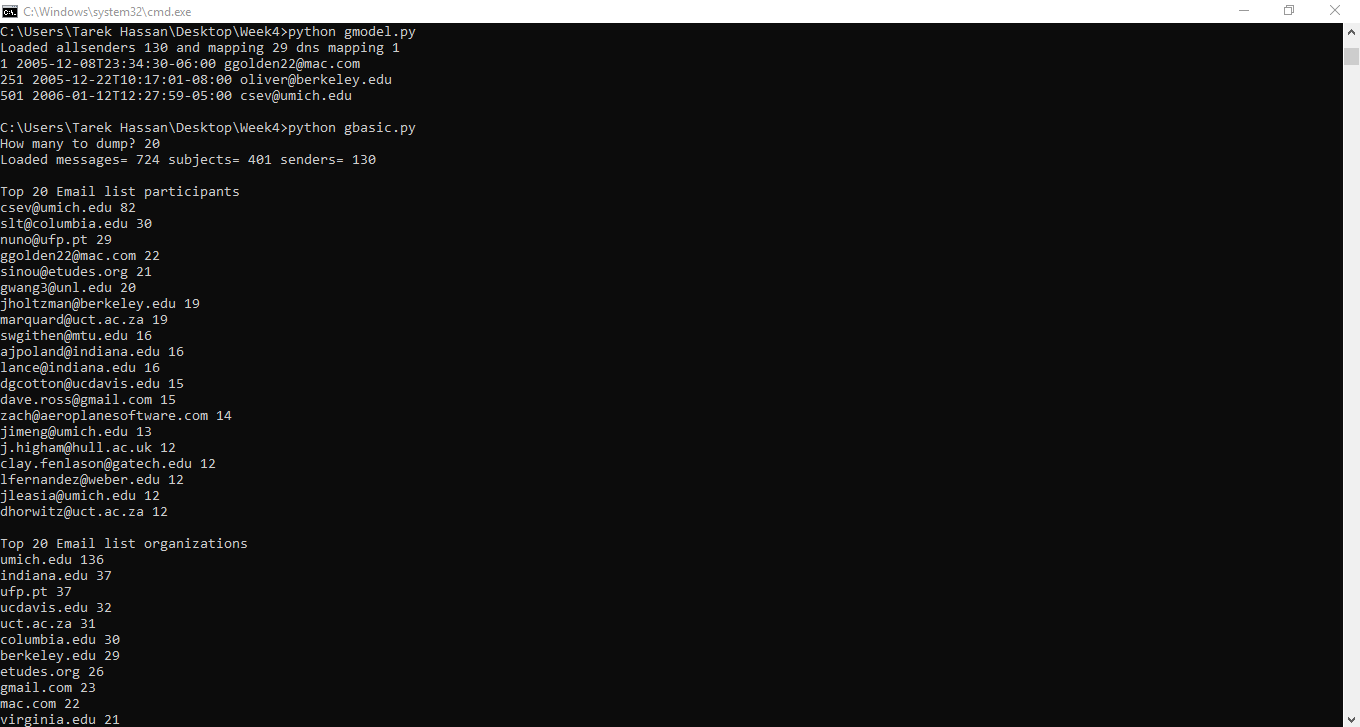 C:\Windows\system32\cmd.exe
C:\Users\Tarek Hassan\Desktop\Week4>python gmodel.py
Loaded allsenders 130 and mapping 29 dns mapping 1
1 2005-12-08T23:34:30-06:00 ggolden22@mac.com
251 2005-12-22T10:17:01-08:00 oliver@berkeley.edu
501 2006-01-12T12:27:59-05:00 csev@umich.edu
C:\Users\Tarek Hassan\Desktop\Week4>python gbasic.py
How many to dump? 20
Loaded messages= 724 subjects= 401 senders= 130
Top 20 Email list participants
csev@umich.edu 82
slt@columbia.edu 30
nuno@ufp.pt 29
ggolden22@mac.com 22
sinou@etudes.org 21
gwang3@unl.edu 20
jholtzman@berkeley.edu 19
marquard@uct.ac.za 19
swgithen@mtu.edu 16
ajpoland@indiana.edu 16
lance@indiana.edu 16
dgcotton@ucdavis.edu 15
dave.ross@gmail.com 15
zach@aeroplanesoftware.com 14
jimeng@umich.edu 13
j.higham@hull.ac.uk 12
clay.fenlason@gatech.edu 12
lfernandez@weber.edu 12
jleasia@umich.edu 12
dhorwitz@uct.ac.za 12
Top 20 Email list organizations
umich.edu 136
indiana.edu 37
ufp.pt 37
ucdavis.edu 32
uct.ac.za 31
columbia.edu 30
berkeley.edu 29
etudes.org 26
gmail.com 23
mac.com 22
virginia.edu 21